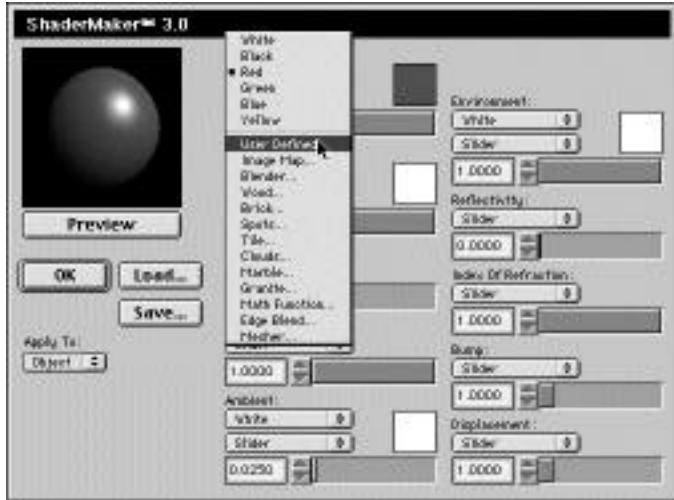 ShaderMaker™ 3.0
Preview
OK
Load...
Save...
Apply To:
Object
White
Black
Red
Green
Blue
Yellow
User Defined
Image Map...
Blender...
Wood...
Brick...
Spots...
Tile...
Clouds...
Marble...
Granite...
Math Function...
Edge Blend...
Mesher...
1.0000
Ambient:
White
Slider
0.0250
Environment:
White
Slider
1.0000
Reflectivity:
Slider
0.0000
Index Of Refraction:
Slider
1.0000
Bump:
Slider
1.0000
Displacement:
Slider
1.0000